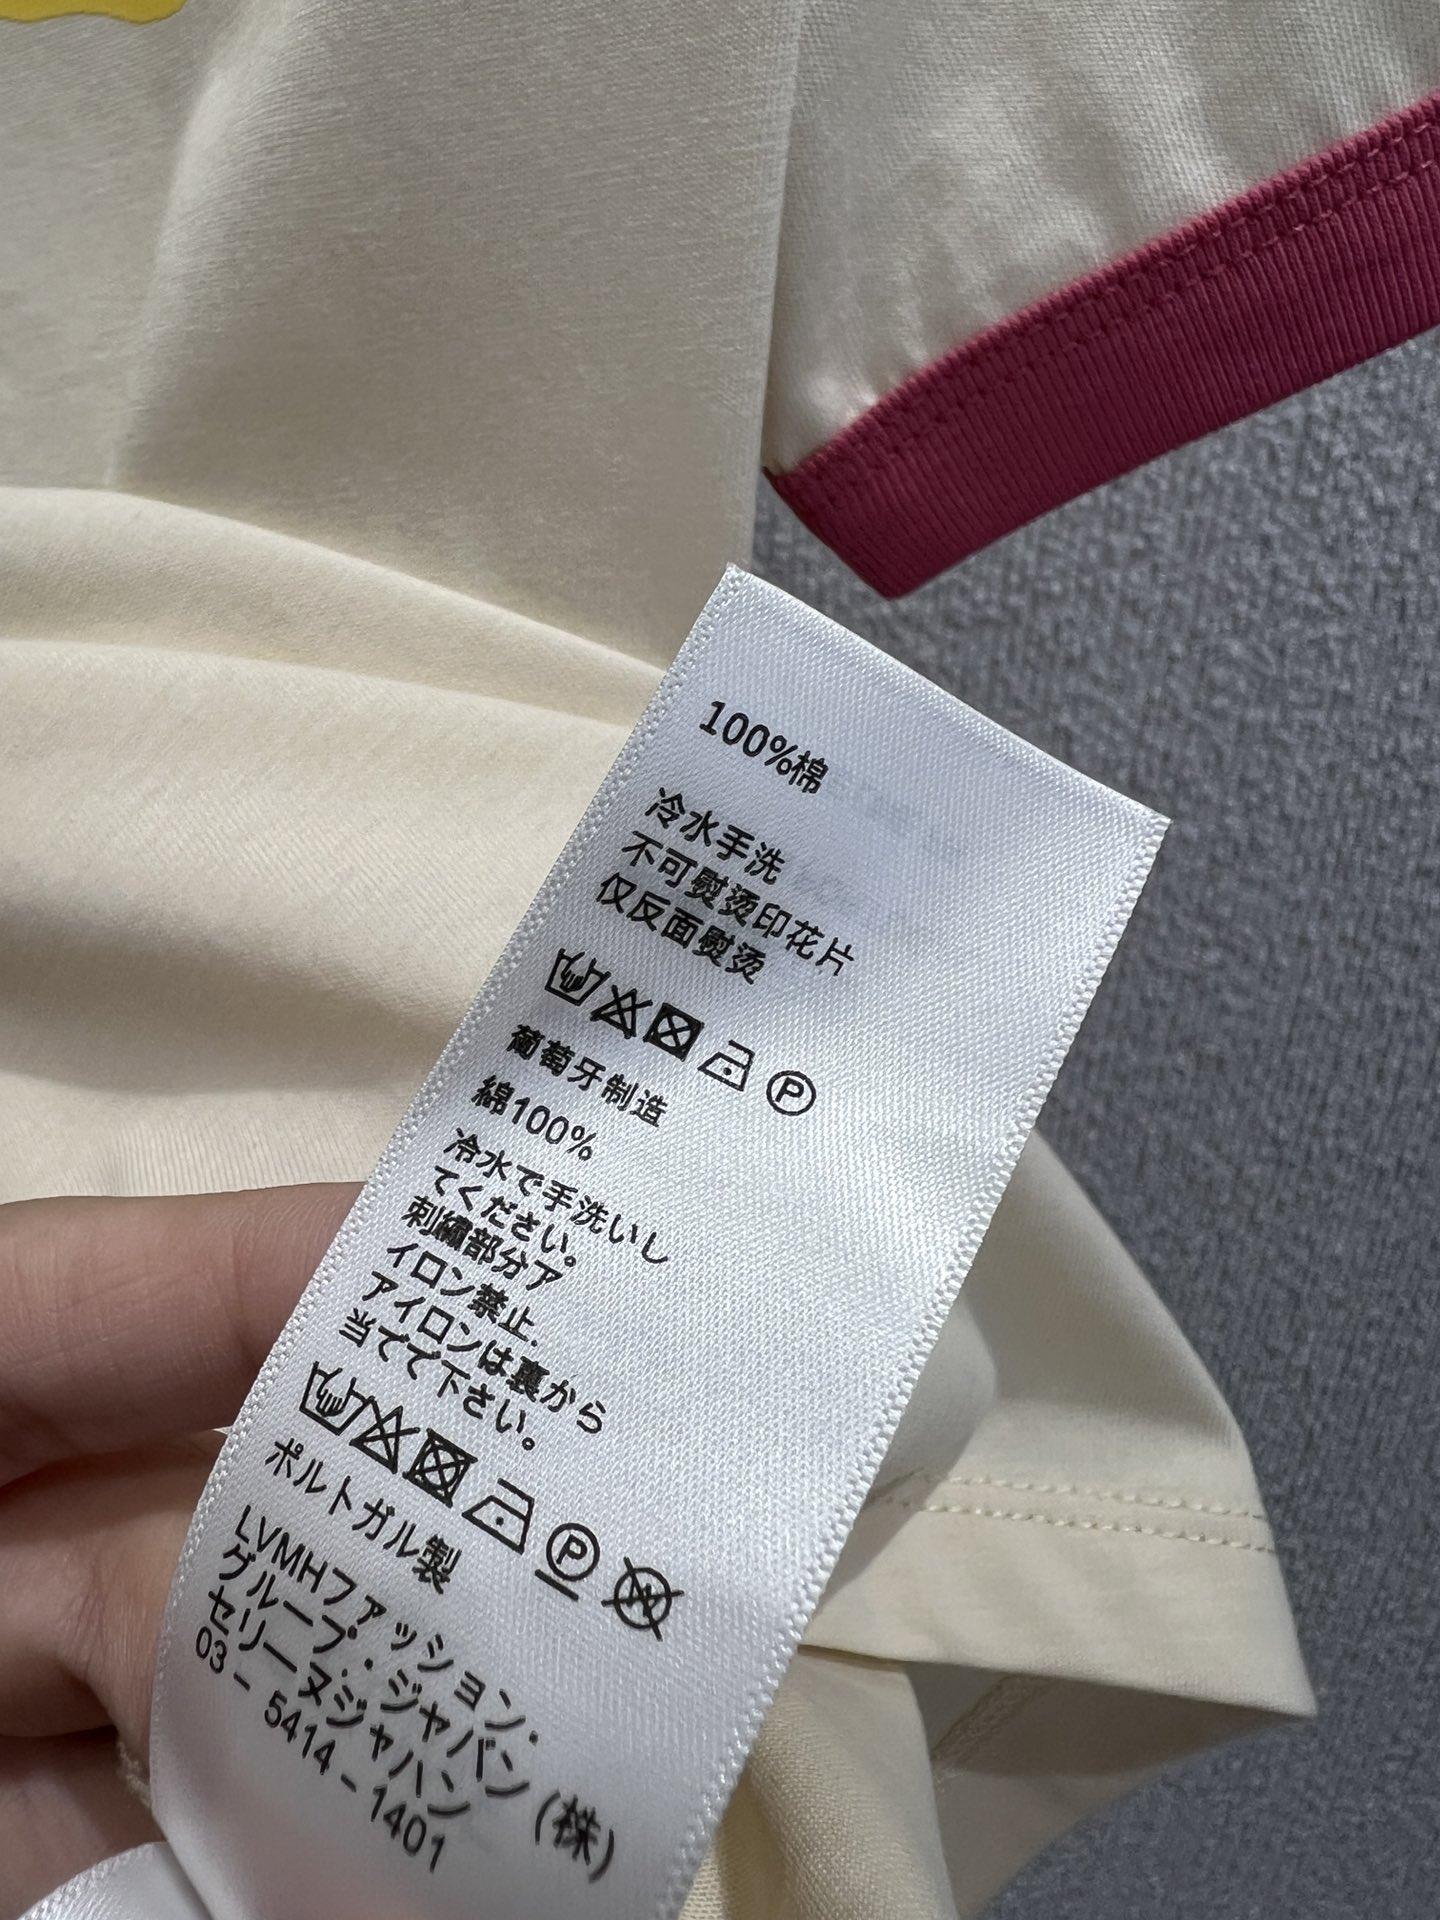 100%棉
冷水手洗
不可熨烫印花片
仅反面熨烫
P
葡萄牙制造
綿100%
冷水で手洗いし
てください。
刺繍部分ア
イロン禁止.
アイロンは裏から
当てで下さい。
P
W
ポルトガル製
LVMHファッション・
グループ・ジャバン(株)
セリーヌジャハン
03-5414-1401